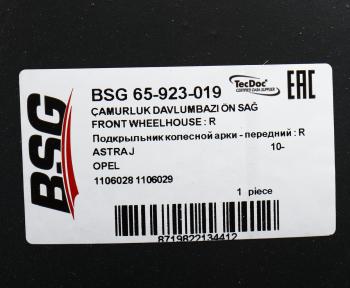 BSG
BSG 65-923-019
TecDoc
CERTIFIED DATA SUPPLIER
EAC
ÇAMURLUK DAVLUMBAZI ÖN SAĞ
FRONT WHEELHOUSE : R
Подкрыльник колесной арки - передний : R
ASTRA J 10-
OPEL
1106028 1106029
1 piece
8719822134412